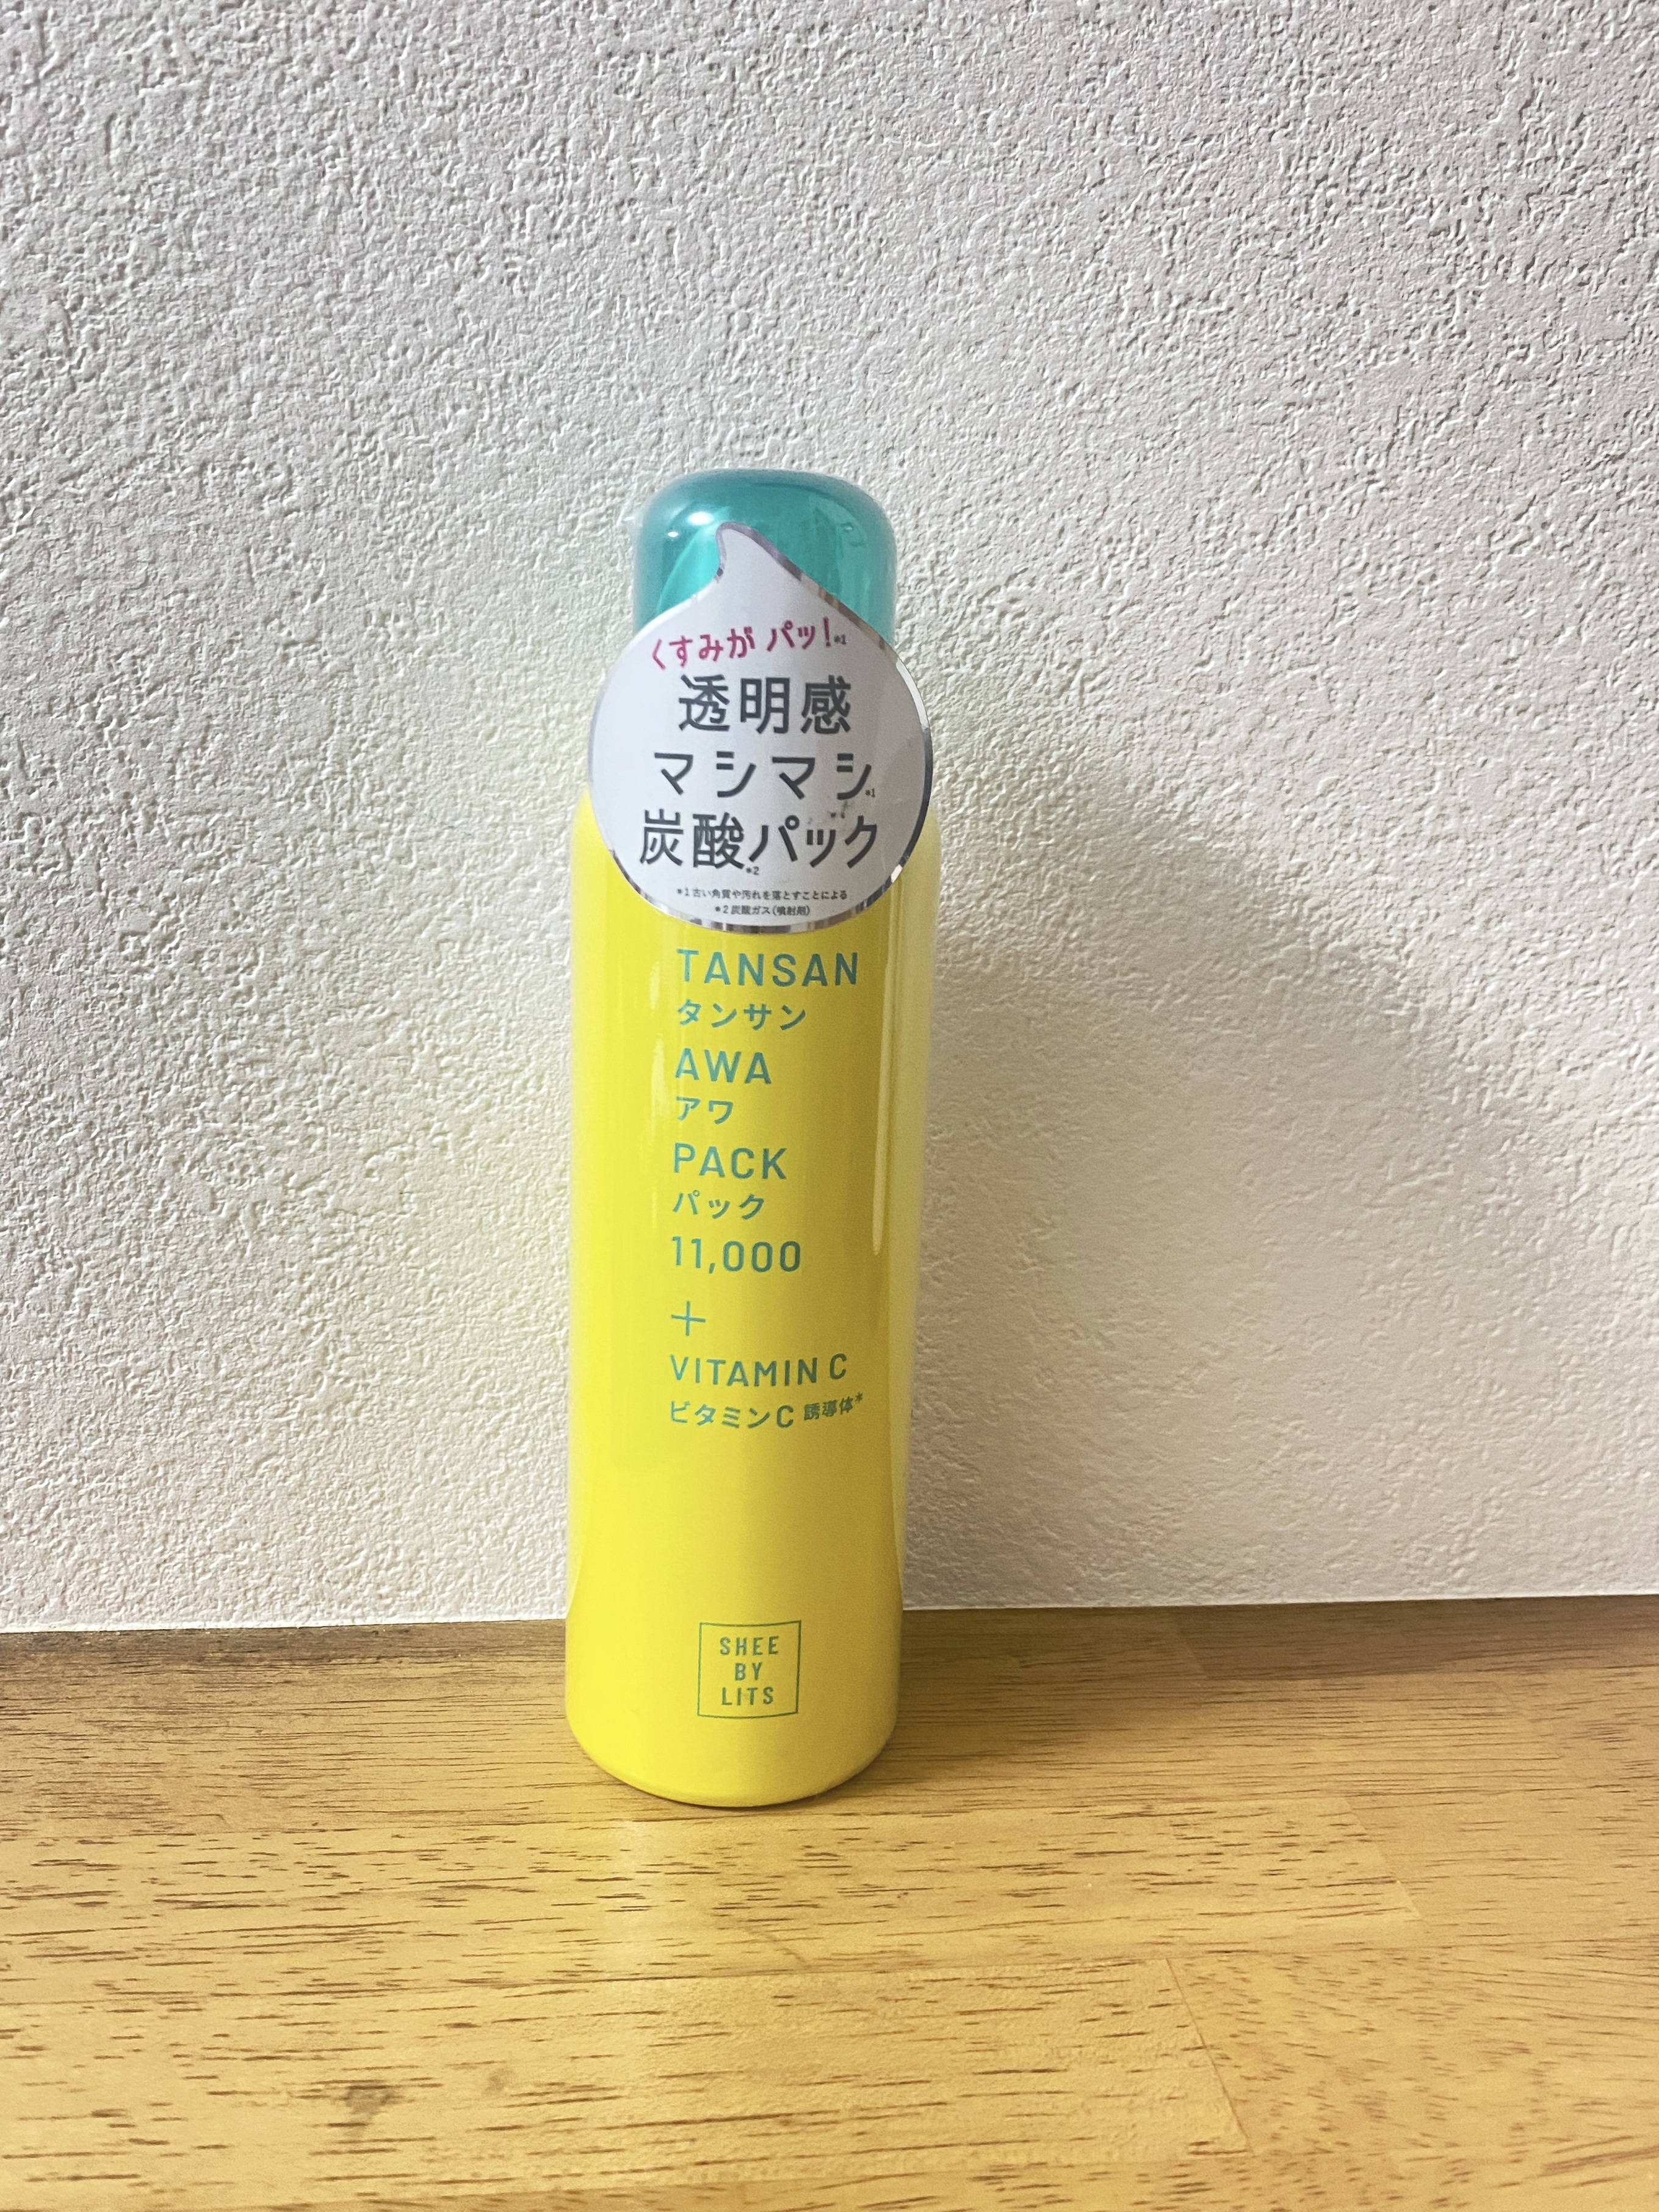 くすみが パッ!*1
透明感
マシマシ*1
炭酸パック
*2
*1 古い角質や汚れを落とすことによる
*2 炭酸ガス(噴射剤)
TANSAN
タンサン
AWA
アワ
PACK
パック
11,000
+
VITAMIN C
ビタミンC 誘導体*
SHEE
BY
LITS